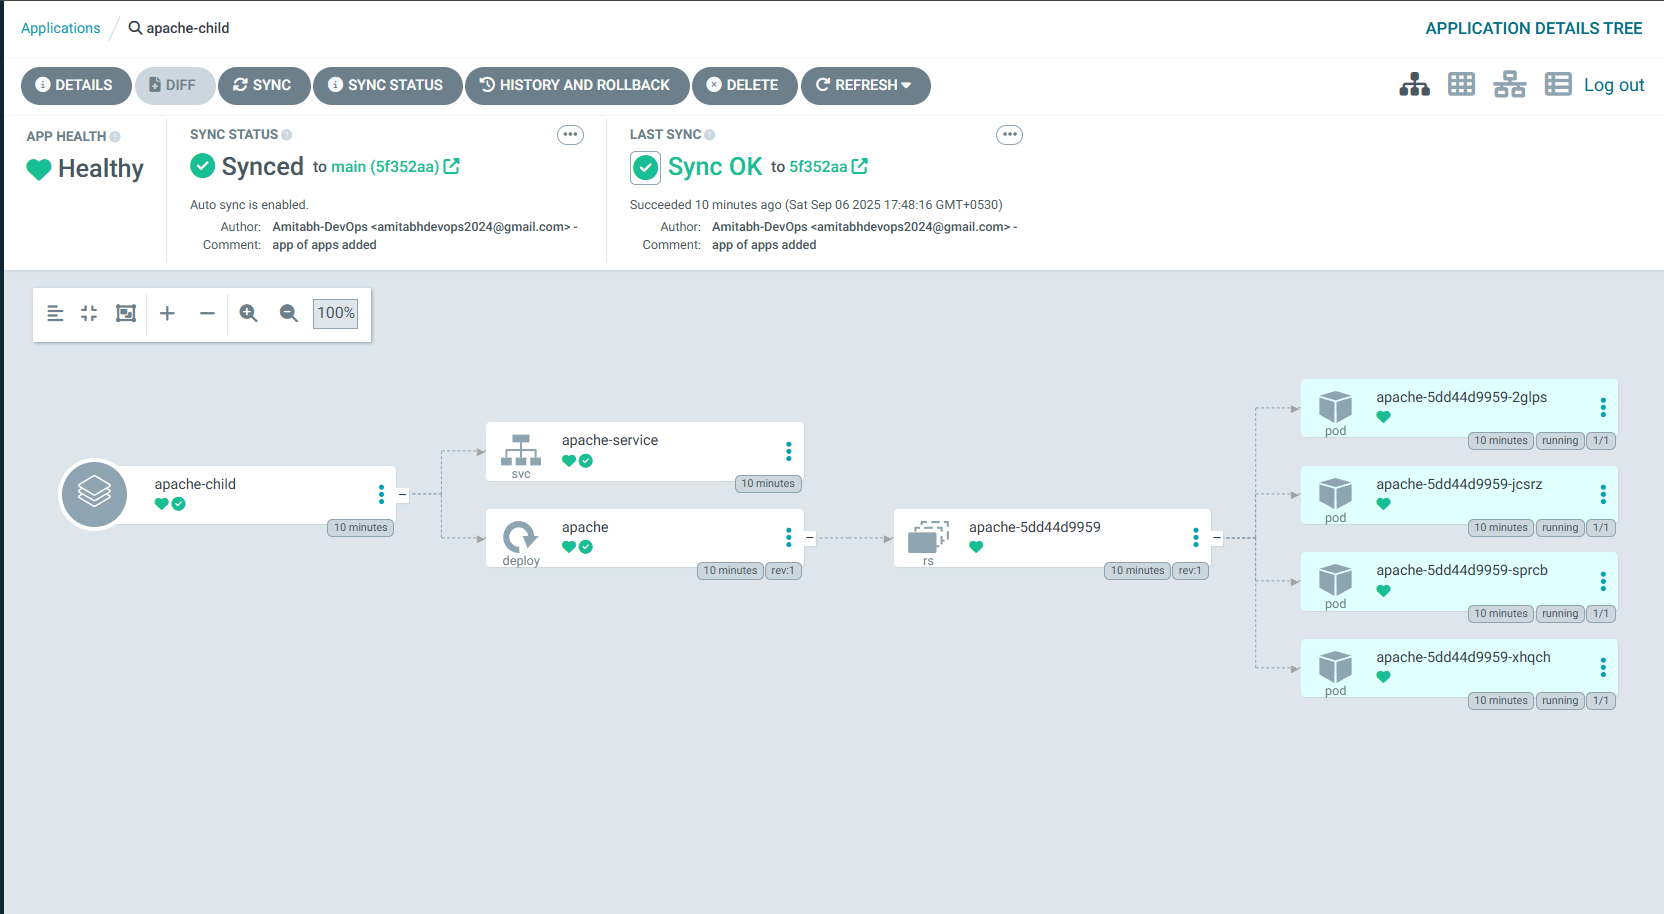 Applications / apache-child
APPLICATION DETAILS TREE
DETAILS DIFF SYNC SYNC STATUS HISTORY AND ROLLBACK DELETE REFRESH
Log out
APP HEALTH
Healthy
SYNC STATUS
Synced to main (5f352aa)
Auto sync is enabled.
Author: Amitabh-DevOps <amitabhdevops2024@gmail.com> -
Comment: app of apps added
LAST SYNC
Sync OK to 5f352aa
Succeeded 10 minutes ago (Sat Sep 06 2025 17:48:16 GMT+0530)
Author: Amitabh-DevOps <amitabhdevops2024@gmail.com> -
Comment: app of apps added
100%
apache-child
10 minutes
apache-service
svc
10 minutes
apache
deploy
10 minutes rev:1
apache-5dd44d9959
rs
10 minutes rev:1
apache-5dd44d9959-2glps
pod
10 minutes running 1/1
apache-5dd44d9959-jcsrz
pod
10 minutes running 1/1
apache-5dd44d9959-sprcb
pod
10 minutes running 1/1
apache-5dd44d9959-xhqch
pod
10 minutes running 1/1